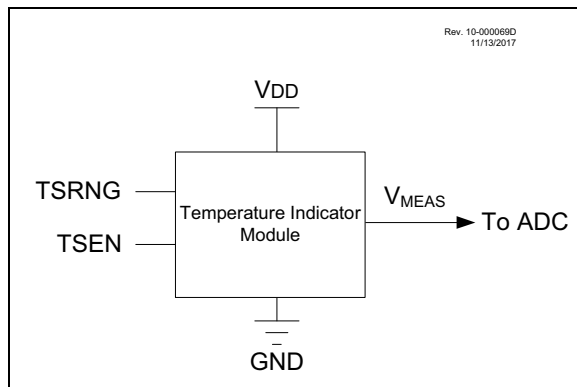 Rev. 10-000069D
11/13/2017
VDD
TSRNG
TSEN
Temperature Indicator
Module
VMEAS
To ADC
GND